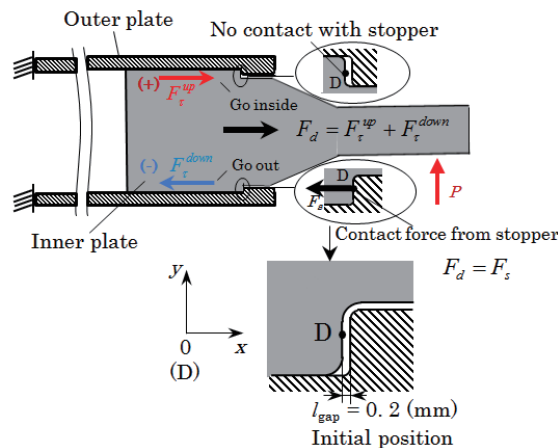 Outer plate
No contact with stopper
D
(+)
F_τ^up
Go inside
F_d = F_τ^up + F_τ^down
(-)
F_τ^down
Go out
D
F_s
P
Inner plate
Contact force from stopper
y
F_d = F_s
D
0
x
(D)
l_gap = 0. 2 (mm)
Initial position